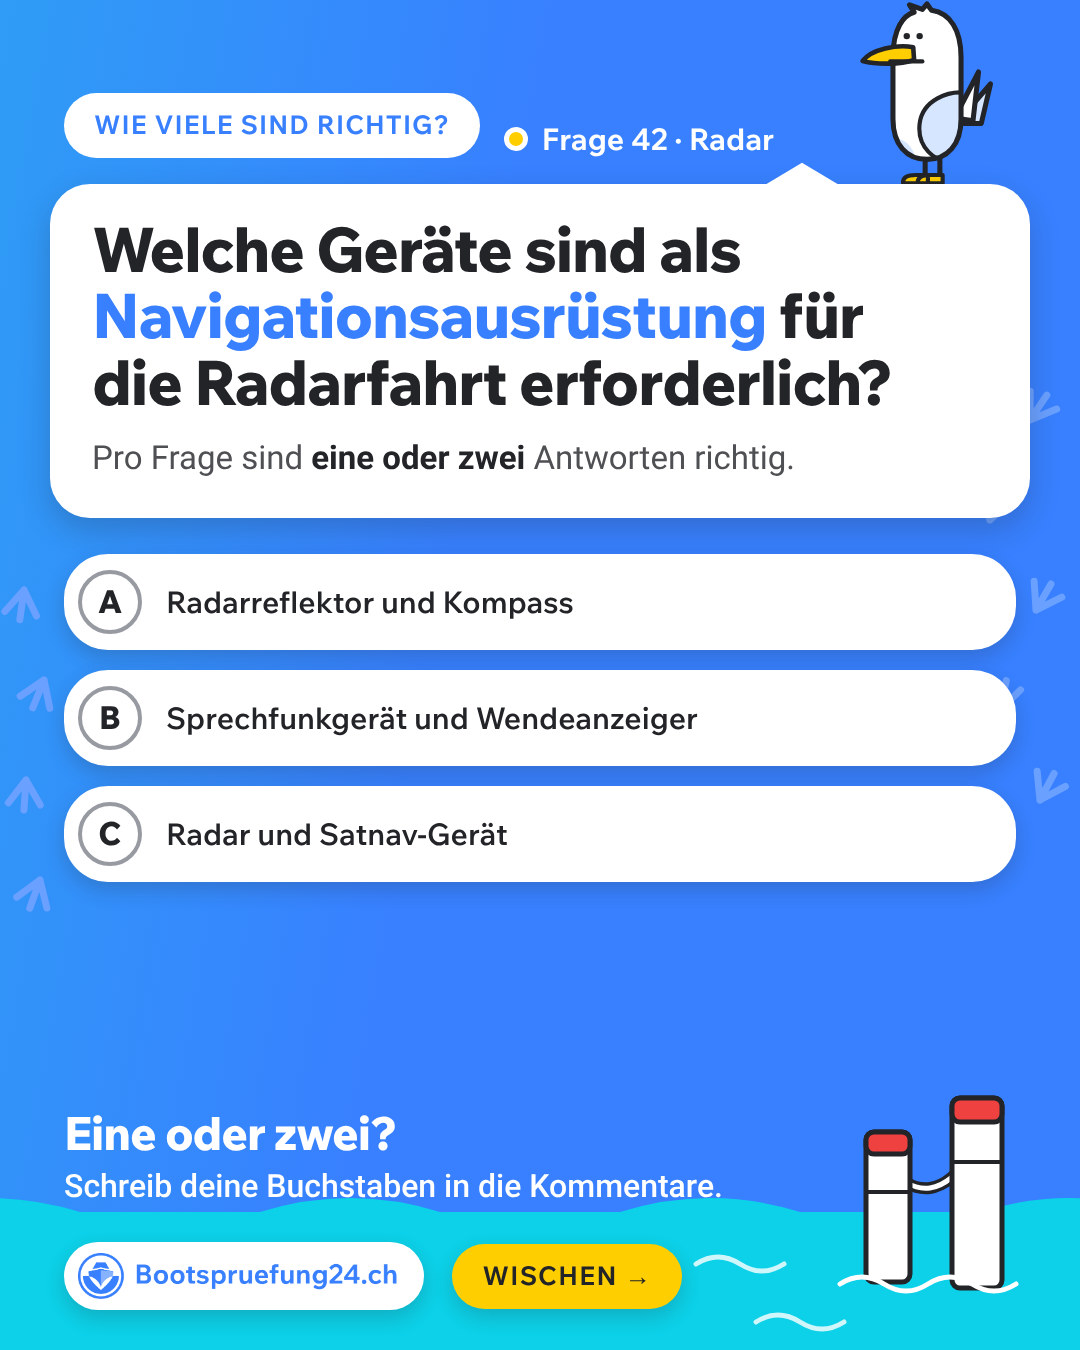 WIE VIELE SIND RICHTIG?
Frage 42 · Radar
Welche Geräte sind als
Navigationsausrüstung für
die Radarfahrt erforderlich?
Pro Frage sind eine oder zwei Antworten richtig.
A Radarreflektor und Kompass
B Sprechfunkgerät und Wendeanzeiger
C Radar und Satnav-Gerät
Eine oder zwei?
Schreib deine Buchstaben in die Kommentare.
Bootspruefung24.ch
WISCHEN →